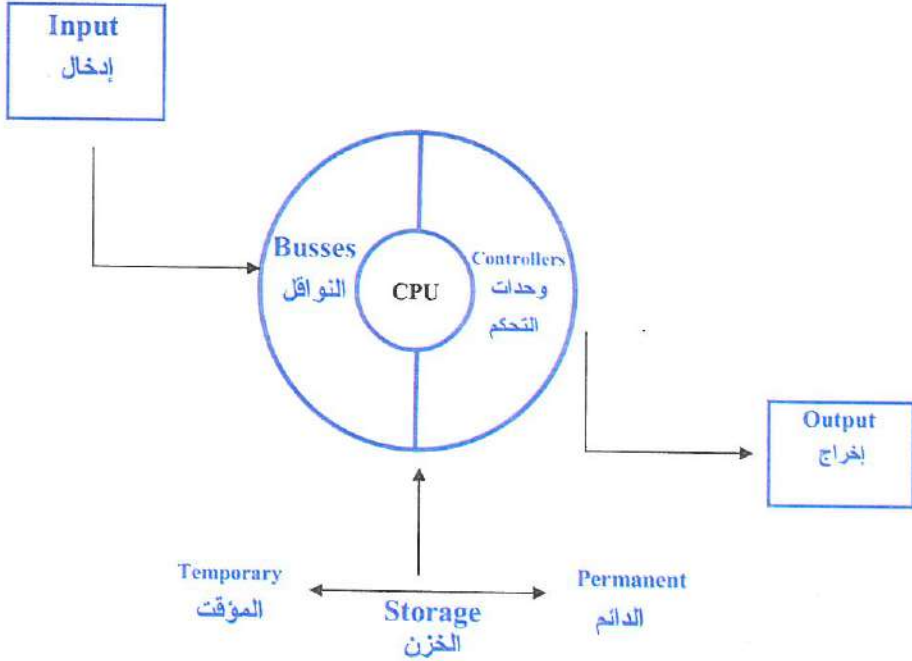 Input
إدخال
Busses
النواقل
CPU
Controllers
وحدات
التحكم
Output
إخراج
Temporary
المؤقت
Storage
الخزن
Permanent
الدائم